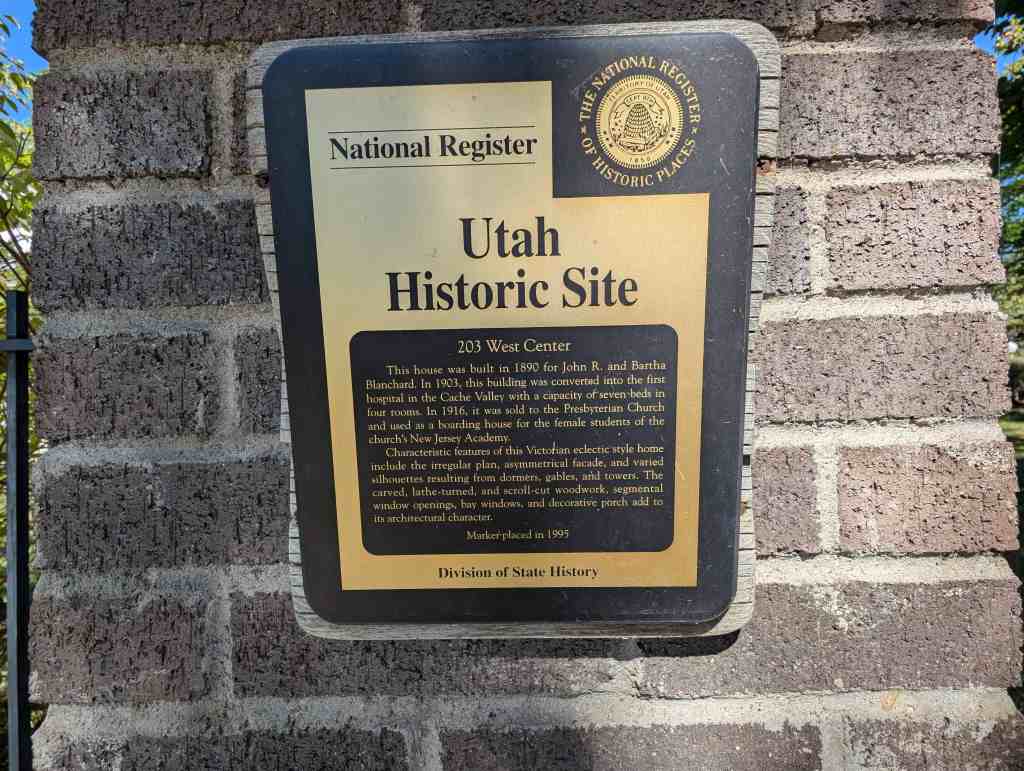 THE NATIONAL REGISTER
OF HISTORIC PLACES
TERRITORY OF UTAH
1850
National Register
Utah
Historic Site
203 West Center
This house was built in 1890 for John R. and Bartha
Blanchard. In 1903, this building was converted into the first
hospital in the Cache Valley with a capacity of seven beds in
four rooms. In 1916, it was sold to the Presbyterian Church
and used as a boarding house for the female students of the
church's New Jersey Academy.
Characteristic features of this Victorian eclectic style home
include the irregular plan, asymmetrical facade, and varied
silhouettes resulting from dormers, gables, and towers. The
carved, lathe-turned, and scroll-cut woodwork, segmental
window openings, bay windows, and decorative porch add to
its architectural character.
Marker placed in 1995
Division of State History